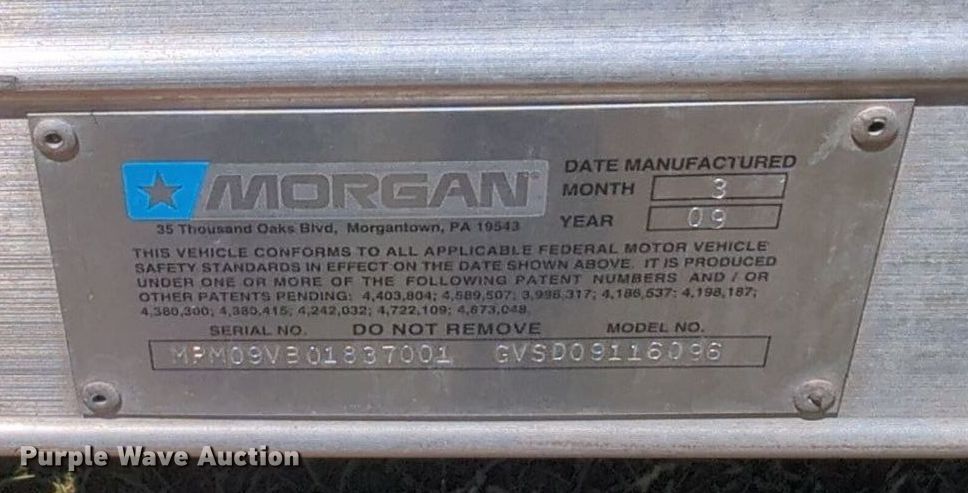 MORGAN
DATE MANUFACTURED
MONTH 3
YEAR 09
35 Thousand Oaks Blvd, Morgantown, PA 19543
THIS VEHICLE CONFORMS TO ALL APPLICABLE FEDERAL MOTOR VEHICLE
SAFETY STANDARDS IN EFFECT ON THE DATE SHOWN ABOVE. IT IS PRODUCED
UNDER ONE OR MORE OF THE FOLLOWING PATENT NUMBERS AND / OR
OTHER PATENTS PENDING: 4,403,804; 4,589,507; 3,998,317; 4,186,537; 4,198,187;
4,380,300; 4,380,415; 4,242,032; 4,722,109; 4,673,048.
SERIAL NO. DO NOT REMOVE MODEL NO.
MPM09VB01837001 GVSD09116096
Purple Wave Auction